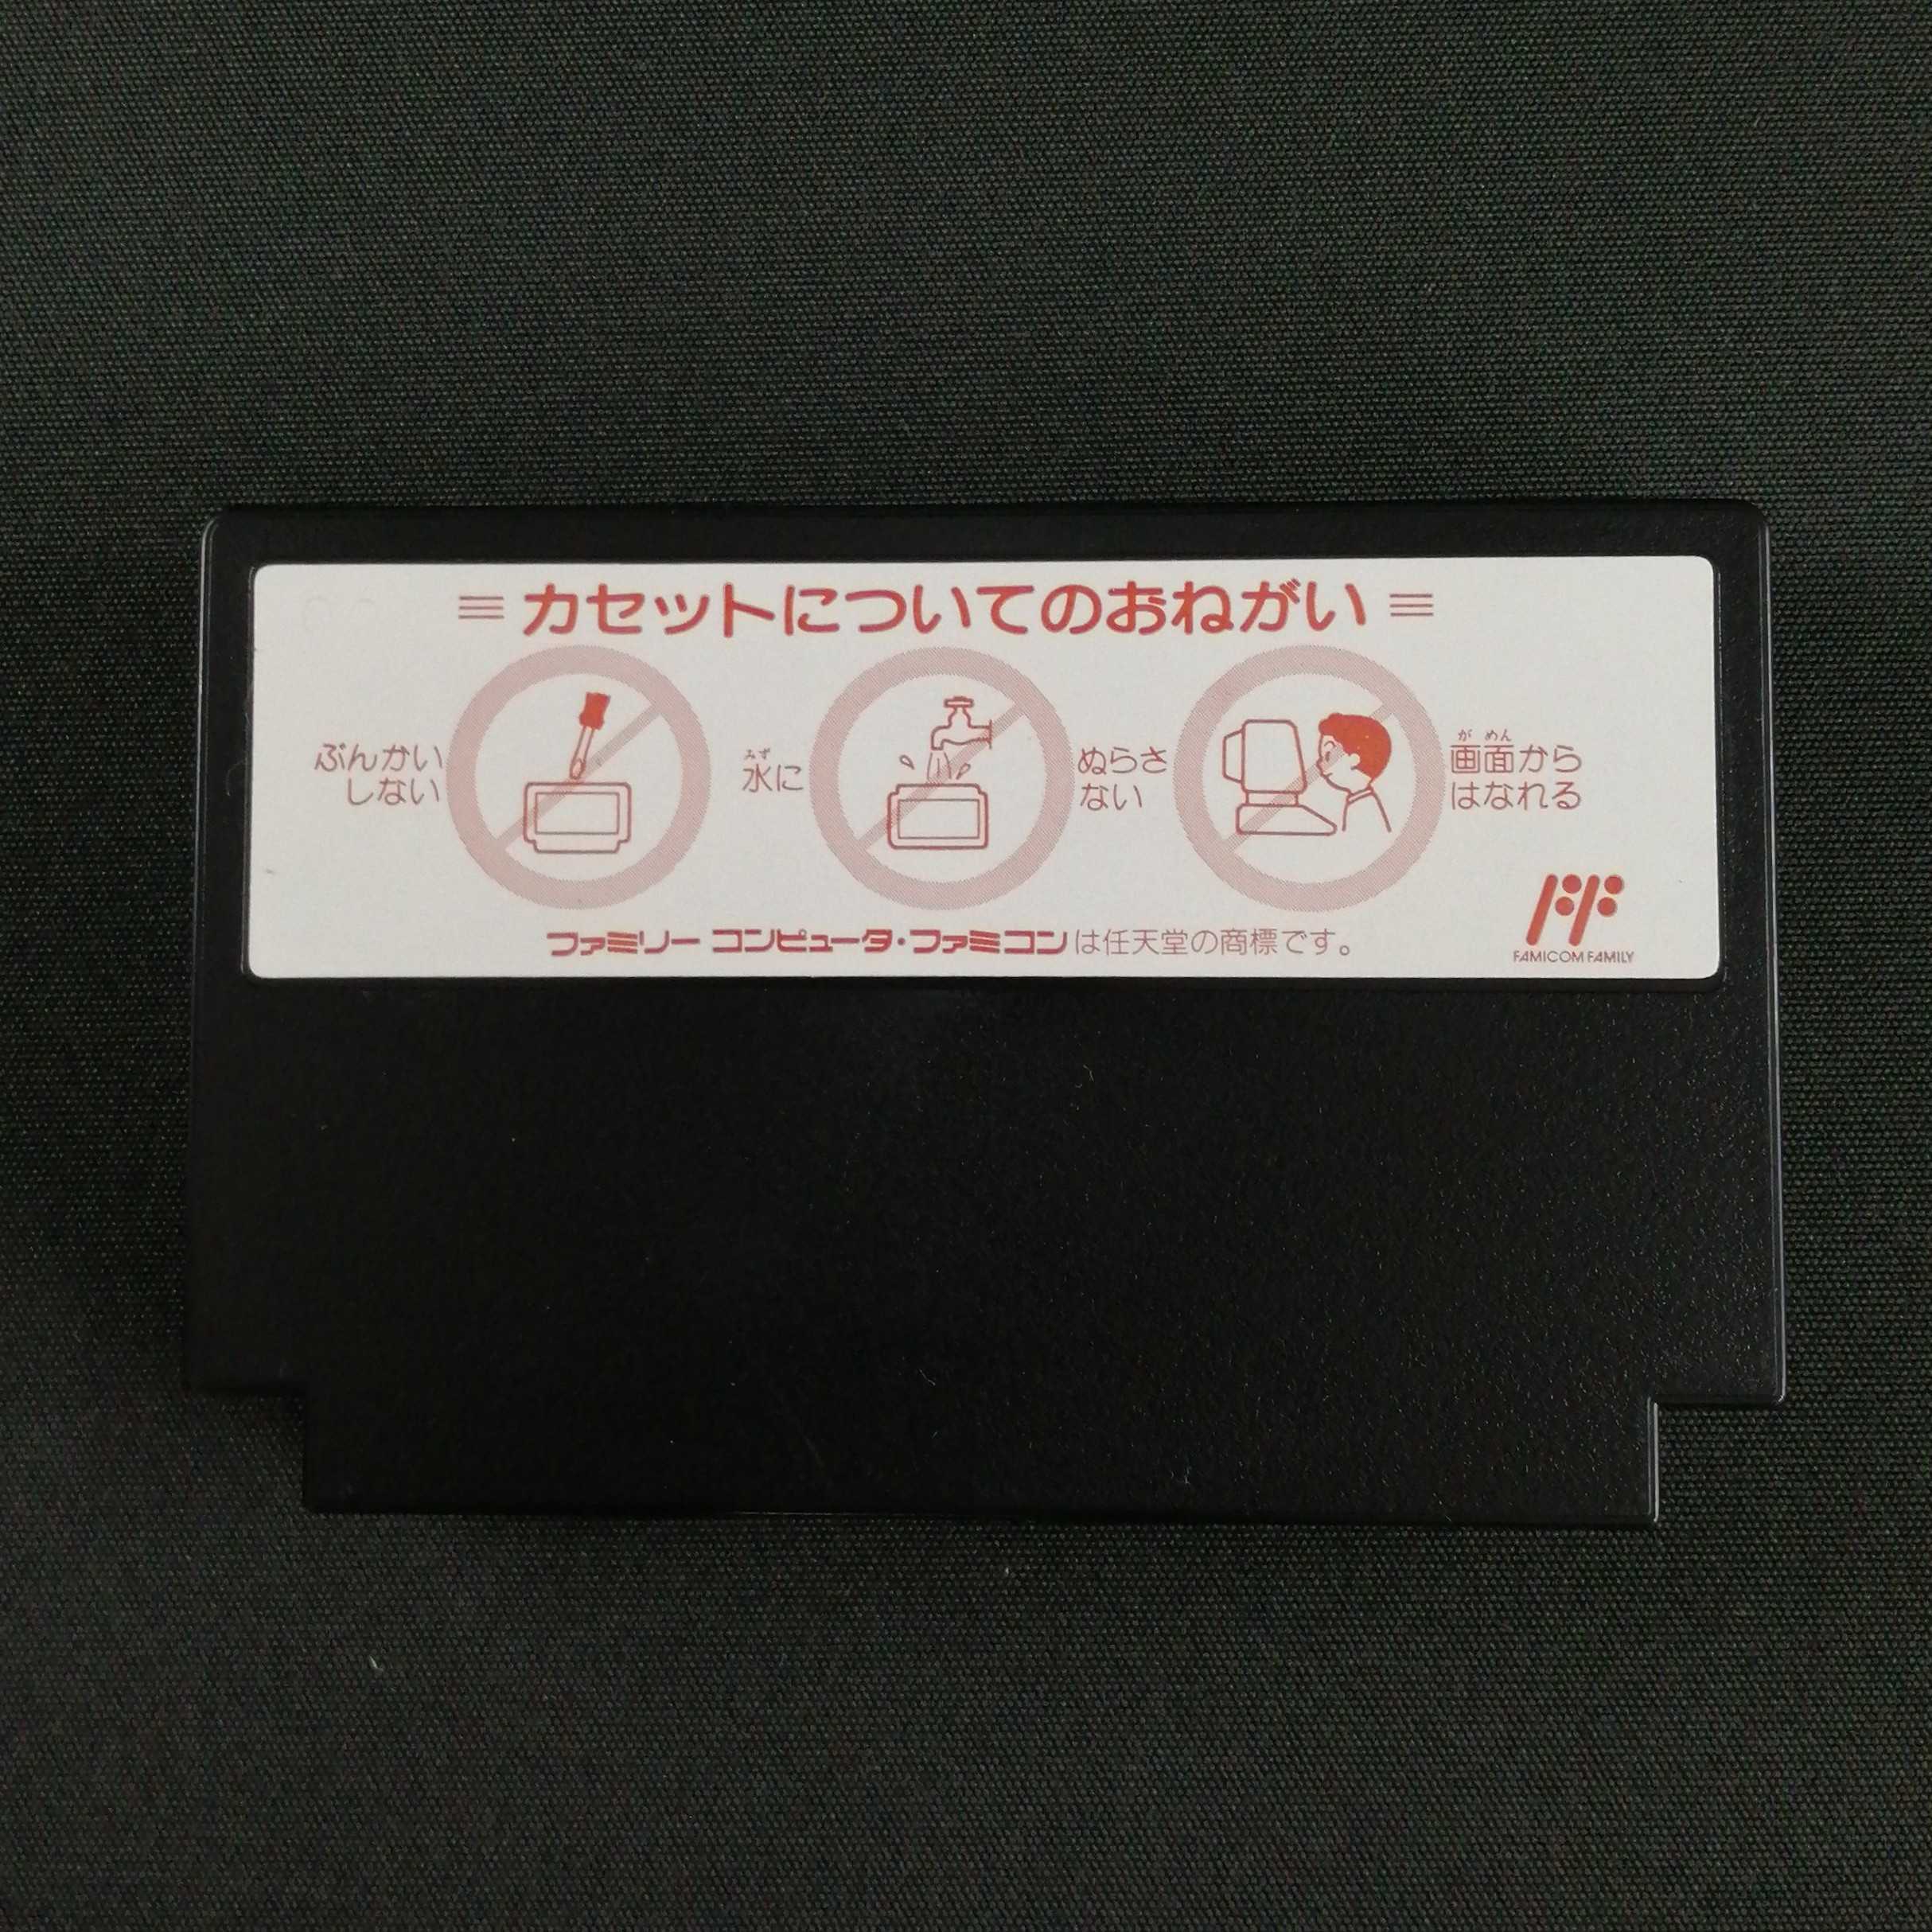 カセットについてのおねがい
ぶんかい
しない
みず
水に
ぬらさ
ない
が めん
画面から
はなれる
ファミリー コンピュータ・ファミコンは任天堂の商標です。
FAMICOM FAMILY